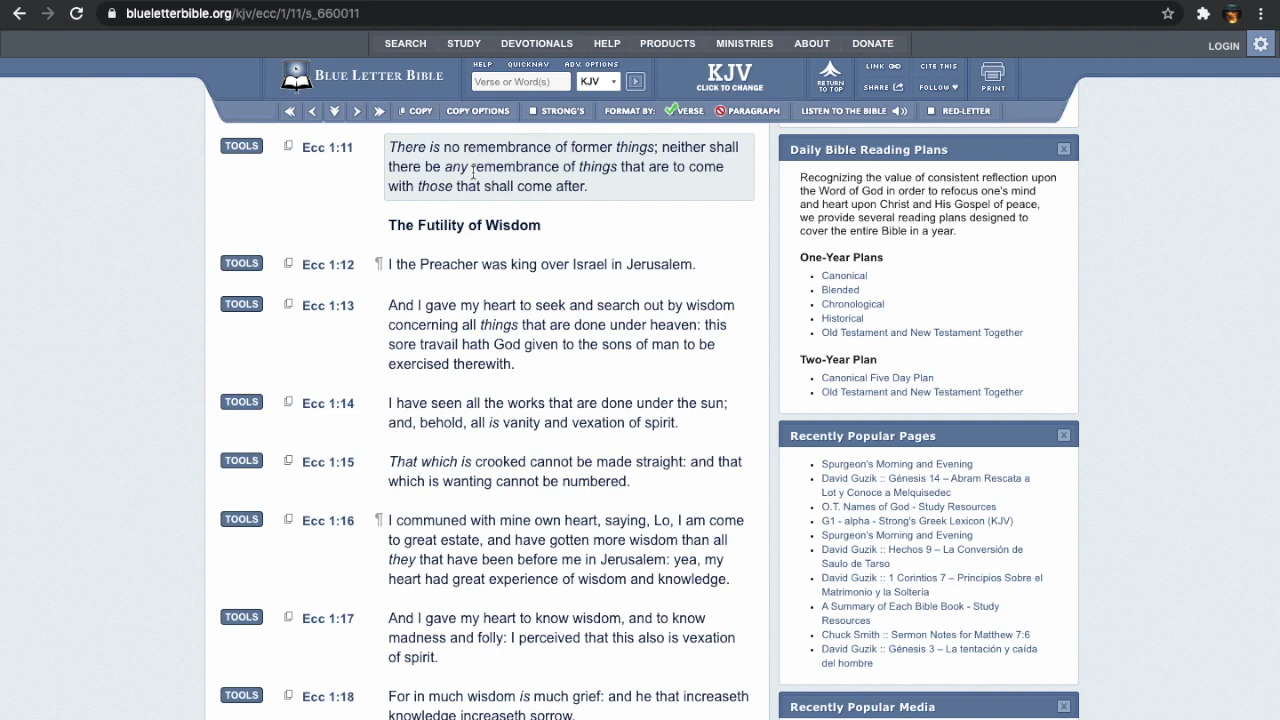 blueletterbible.org/kjv/ecc/1/11/s_660011
SEARCH STUDY DEVOTIONALS HELP PRODUCTS MINISTRIES ABOUT DONATE
LOGIN
BLUE LETTER BIBLE
HELP QUICKNAV ADV. OPTIONS
Verse or Word(s) KJV
KJV
CLICK TO CHANGE
RETURN
TO TOP
LINK CITE THIS
SHARE FOLLOW
PRINT
COPY COPY OPTIONS STRONG'S FORMAT BY: VERSE PARAGRAPH LISTEN TO THE BIBLE RED-LETTER
TOOLS Ecc 1:11 There is no remembrance of former things; neither shall
there be any remembrance of things that are to come
with those that shall come after.
The Futility of Wisdom
TOOLS Ecc 1:12 ¶ I the Preacher was king over Israel in Jerusalem.
TOOLS Ecc 1:13 And I gave my heart to seek and search out by wisdom
concerning all things that are done under heaven: this
sore travail hath God given to the sons of man to be
exercised therewith.
TOOLS Ecc 1:14 I have seen all the works that are done under the sun;
and, behold, all is vanity and vexation of spirit.
TOOLS Ecc 1:15 That which is crooked cannot be made straight: and that
which is wanting cannot be numbered.
TOOLS Ecc 1:16 ¶ I communed with mine own heart, saying, Lo, I am come
to great estate, and have gotten more wisdom than all
they that have been before me in Jerusalem: yea, my
heart had great experience of wisdom and knowledge.
TOOLS Ecc 1:17 And I gave my heart to know wisdom, and to know
madness and folly: I perceived that this also is vexation
of spirit.
TOOLS Ecc 1:18 For in much wisdom is much grief: and he that increaseth
knowledge increaseth sorrow.
Daily Bible Reading Plans
Recognizing the value of consistent reflection upon
the Word of God in order to refocus one's mind
and heart upon Christ and His Gospel of peace,
we provide several reading plans designed to
cover the entire Bible in a year.
One-Year Plans
Canonical
Blended
Chronological
Historical
Old Testament and New Testament Together
Two-Year Plan
Canonical Five Day Plan
Old Testament and New Testament Together
Recently Popular Pages
Spurgeon's Morning and Evening
David Guzik :: Génesis 14 – Abram Rescata a
Lot y Conoce a Melquisedec
O.T. Names of God - Study Resources
G1 - alpha - Strong's Greek Lexicon (KJV)
Spurgeon's Morning and Evening
David Guzik :: Hechos 9 – La Conversión de
Saulo de Tarso
David Guzik :: 1 Corintios 7 – Principios Sobre el
Matrimonio y la Soltería
A Summary of Each Bible Book - Study
Resources
Chuck Smith :: Sermon Notes for Matthew 7:6
David Guzik :: Génesis 3 – La tentación y caída
del hombre
Recently Popular Media